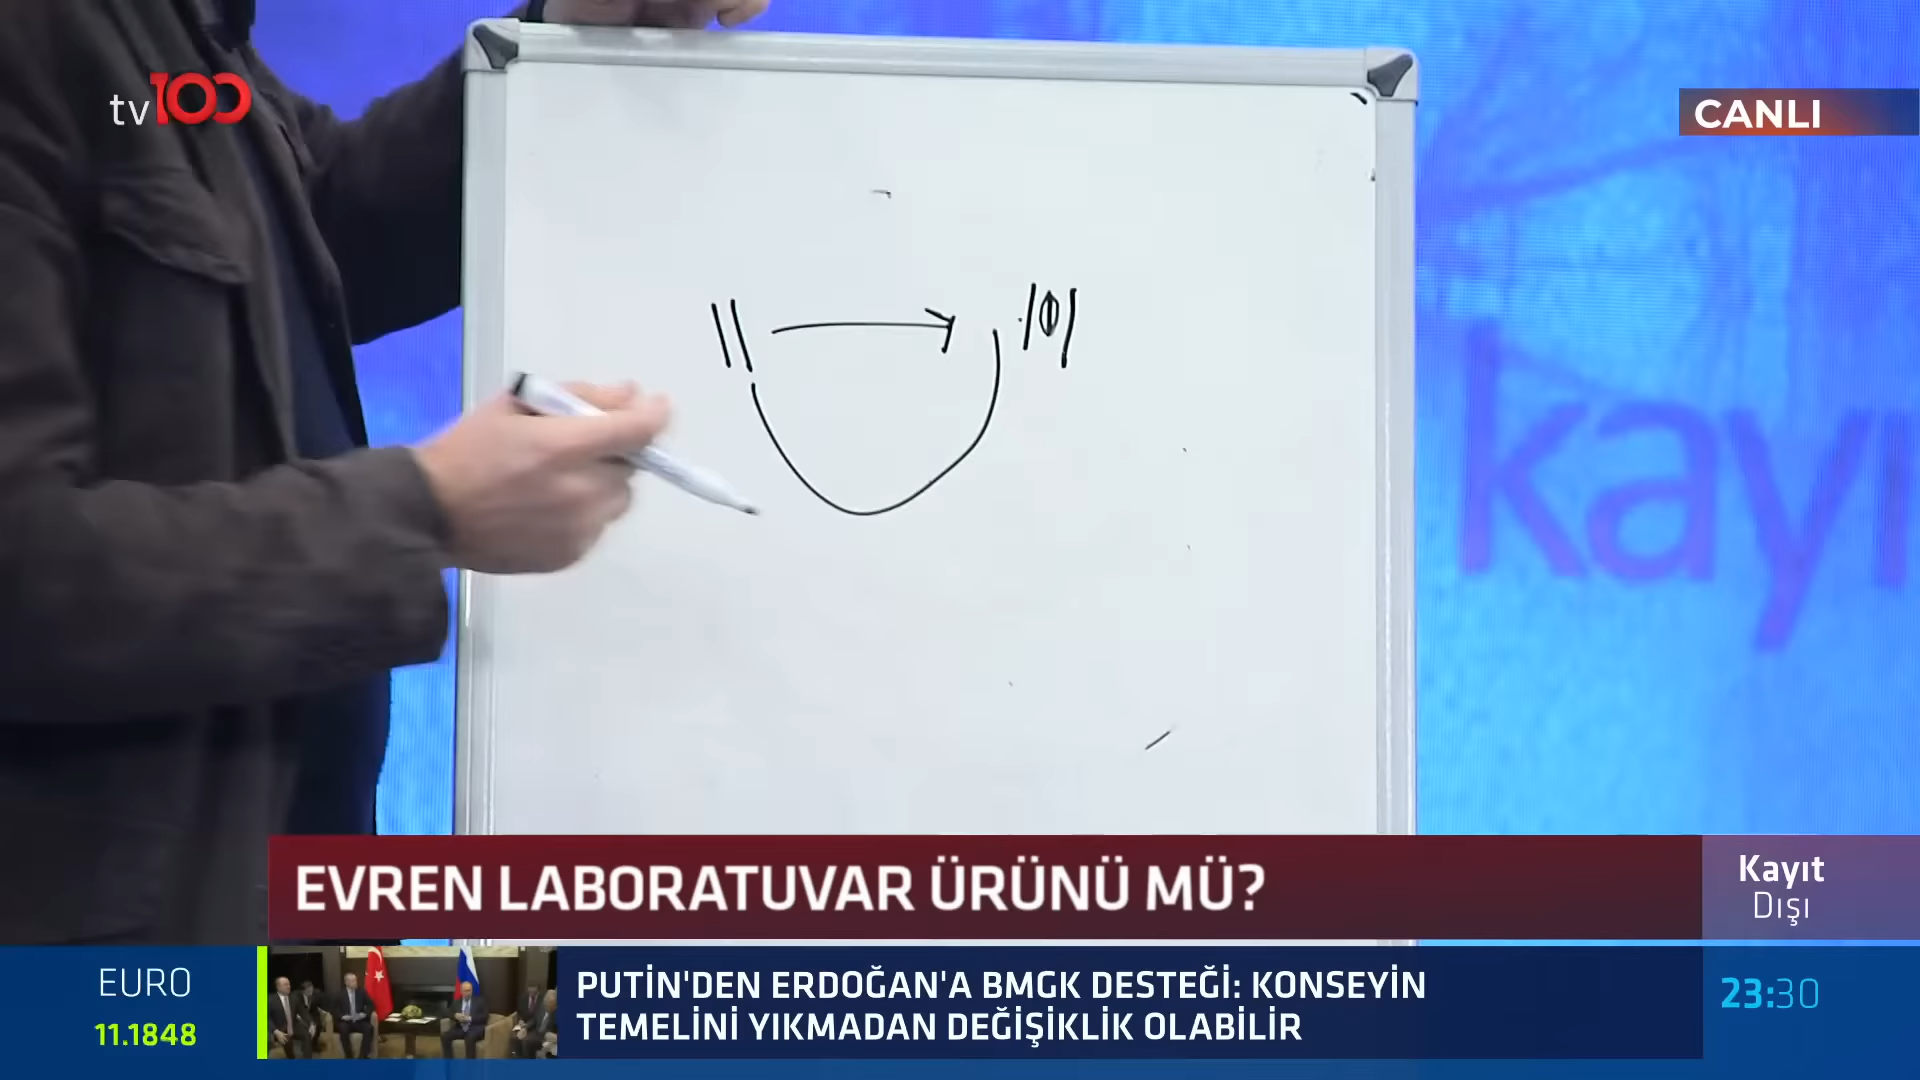 tv100
CANLI
kayı
EVREN LABORATUVAR ÜRÜNÜ MÜ?
Kayıt
Dışı
EURO
11.1848
PUTİN'DEN ERDOĞAN'A BMGK DESTEĞİ: KONSEYİN
TEMELİNİ YIKMADAN DEĞİŞİKLİK OLABİLİR
23:30